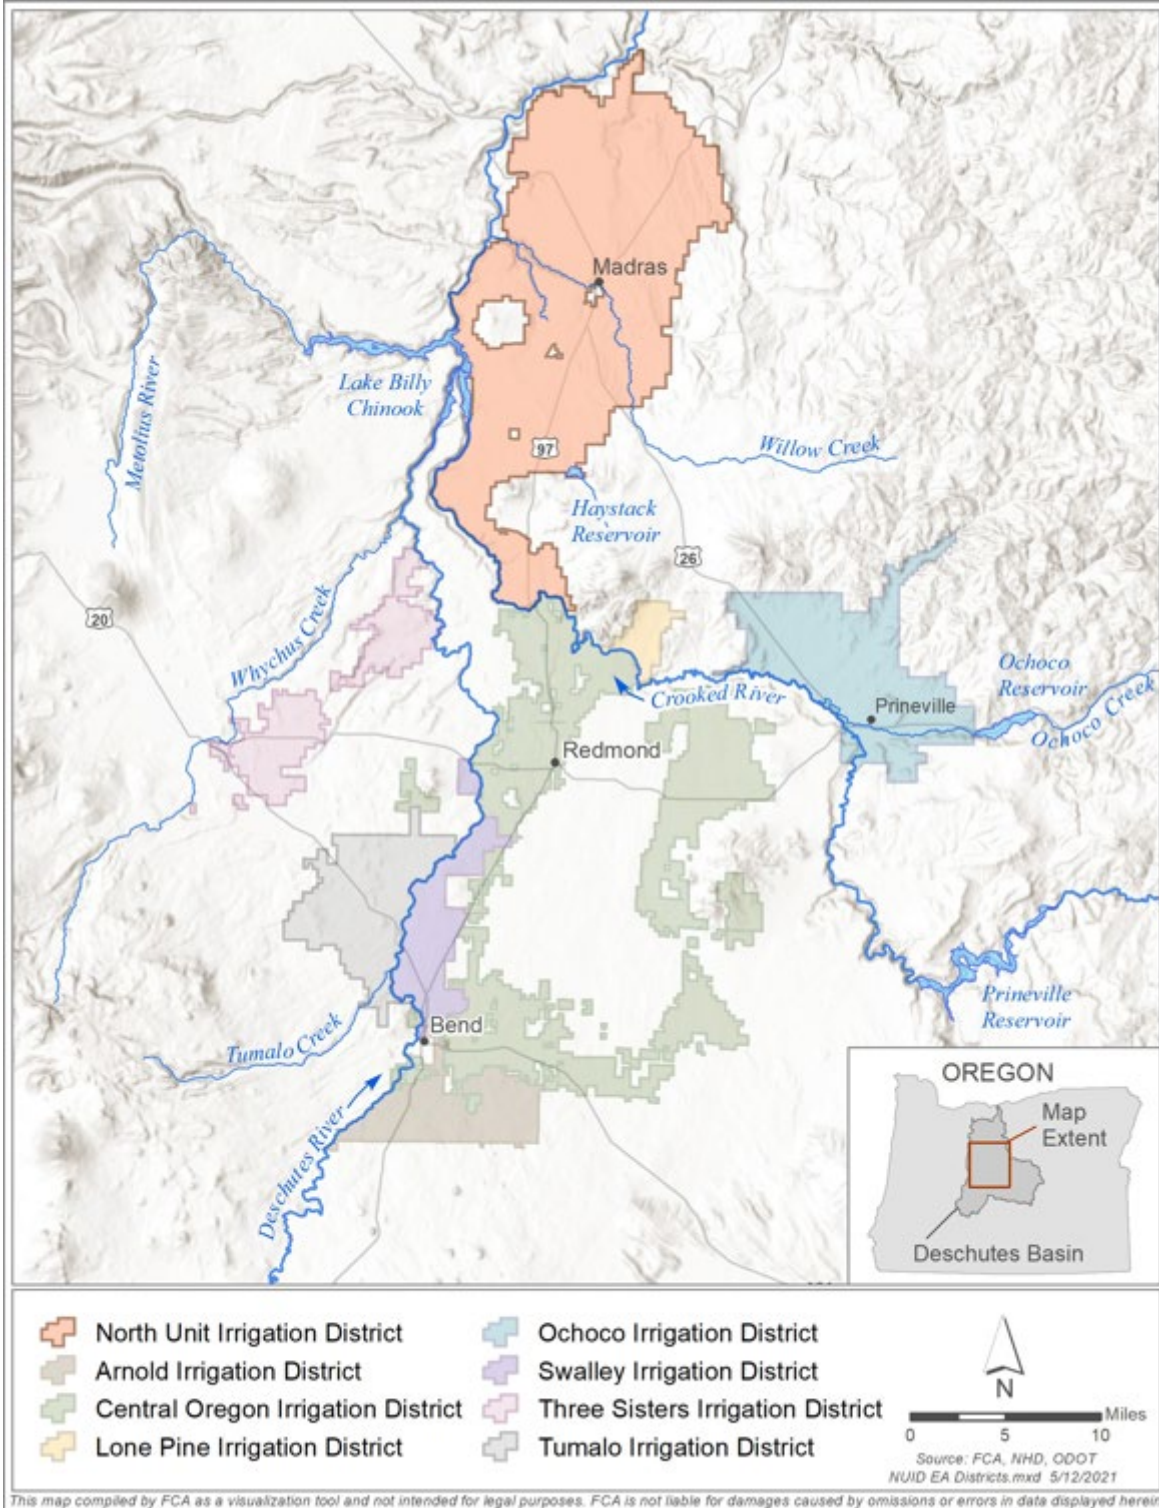 Madras
Metolius River
Lake Billy
Chinook
97
Willow Creek
Haystack
Reservoir
26
20
Whychus Creek
Ochoco
Reservoir
Ochoco Creek
Crooked River
Prineville
Redmond
Prineville
Reservoir
Bend
Tumalo Creek
Deschutes River
OREGON
Map
Extent
Deschutes Basin
North Unit Irrigation District
Arnold Irrigation District
Central Oregon Irrigation District
Lone Pine Irrigation District
Ochoco Irrigation District
Swalley Irrigation District
Three Sisters Irrigation District
Tumalo Irrigation District
N
Miles
0 5 10
Source: FCA, NHD, ODOT
NUID EA Districts.mxd 5/12/2021
This map compiled by FCA as a visualization tool and not intended for legal purposes. FCA is not liable for damages caused by omissions or errors in data displayed herein